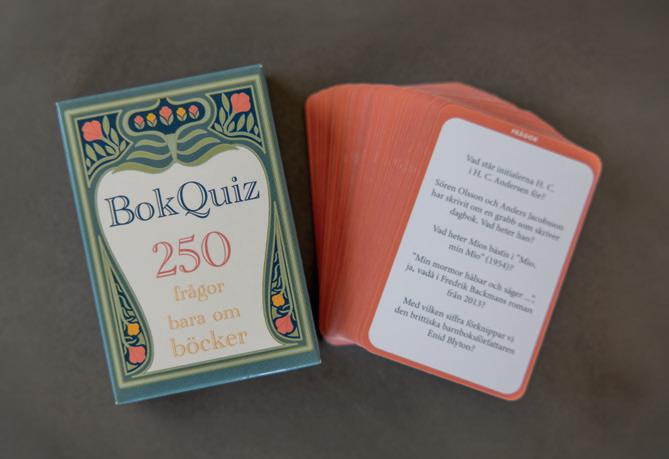 BokQuiz
250
frågor
bara om
böcker
FRÅGOR
Vad står initialerna H. C.
i H. C. Andersen för?
Sören Olsson och Anders Jacobsson
har skrivit om en grabb som skriver
dagbok. Vad heter han?
Vad heter Mios bästis i "Mio,
min Mio" (1954)?
"Min mormor hälsar och säger ..."
ja, vadå i Fredrik Backmans roman
från 2013?
Med vilken siffra förknippar vi
den brittiska barnboksförfattaren
Enid Blyton?